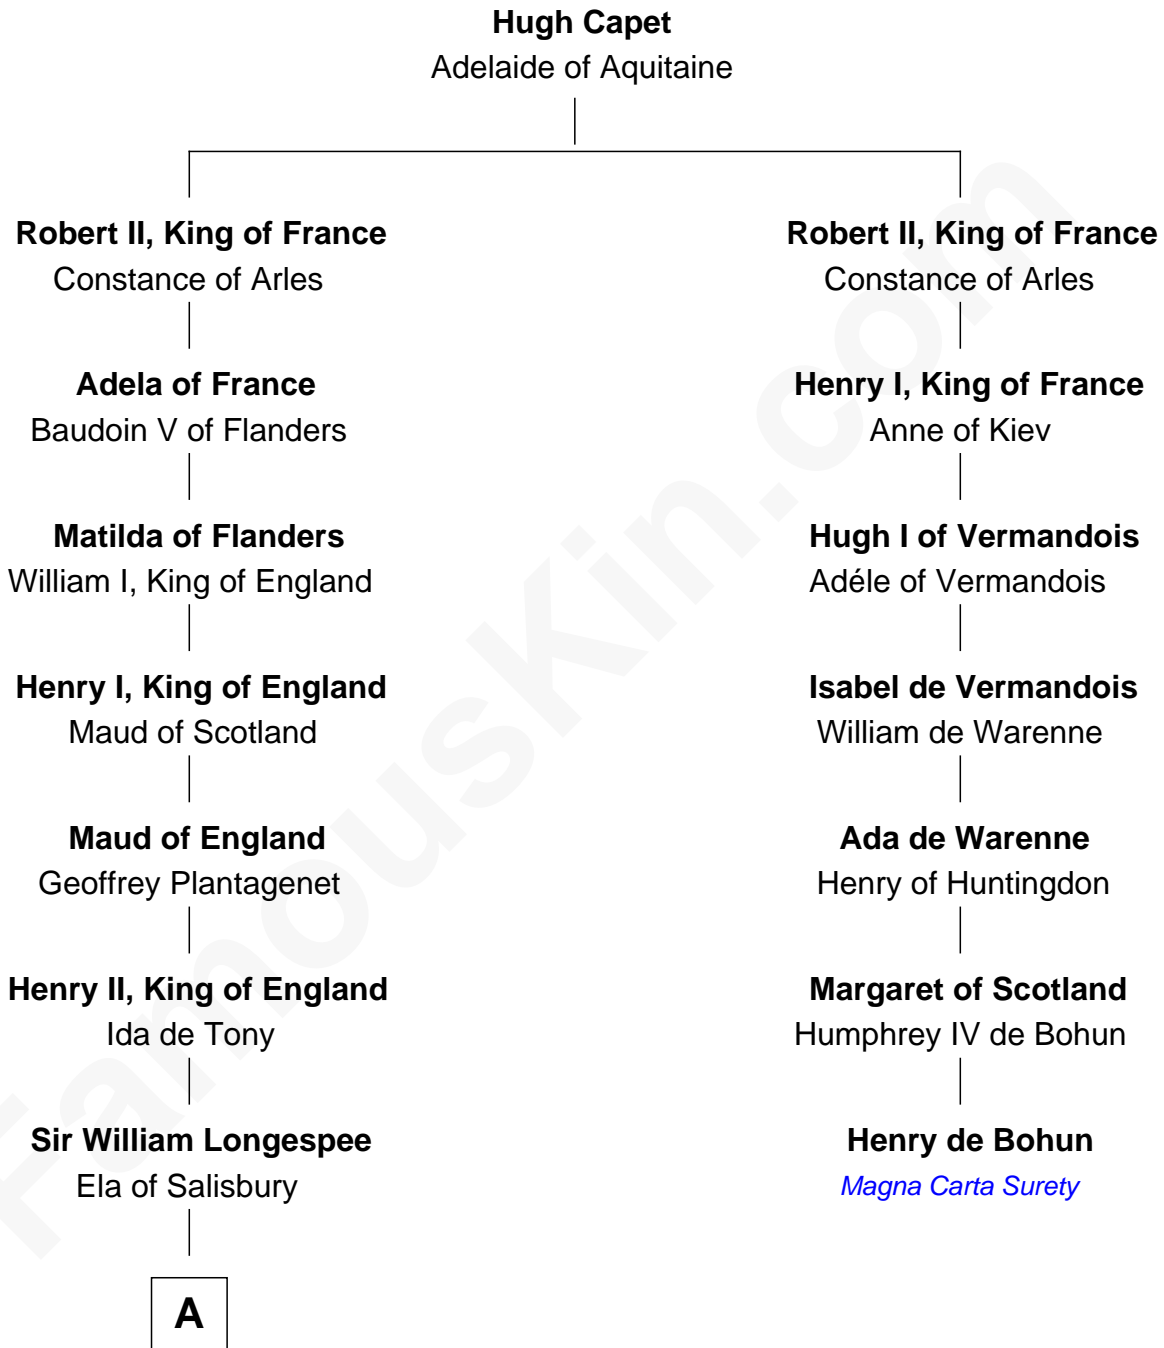 Hugh Capet
Adelaide of Aquitaine
Robert II, King of France
Constance of Arles
Adela of France
Baudoin V of Flanders
Matilda of Flanders
William I, King of England
Henry I, King of England
Maud of Scotland
Maud of England
Geoffrey Plantagenet
Henry II, King of England
Ida de Tony
Sir William Longespee
Ela of Salisbury
A
Robert II, King of France
Constance of Arles
Henry I, King of France
Anne of Kiev
Hugh I of Vermandois
Adéle of Vermandois
Isabel de Vermandois
William de Warenne
Ada de Warenne
Henry of Huntingdon
Margaret of Scotland
Humphrey IV de Bohun
Henry de Bohun
Magna Carta Surety
FamousKin.com